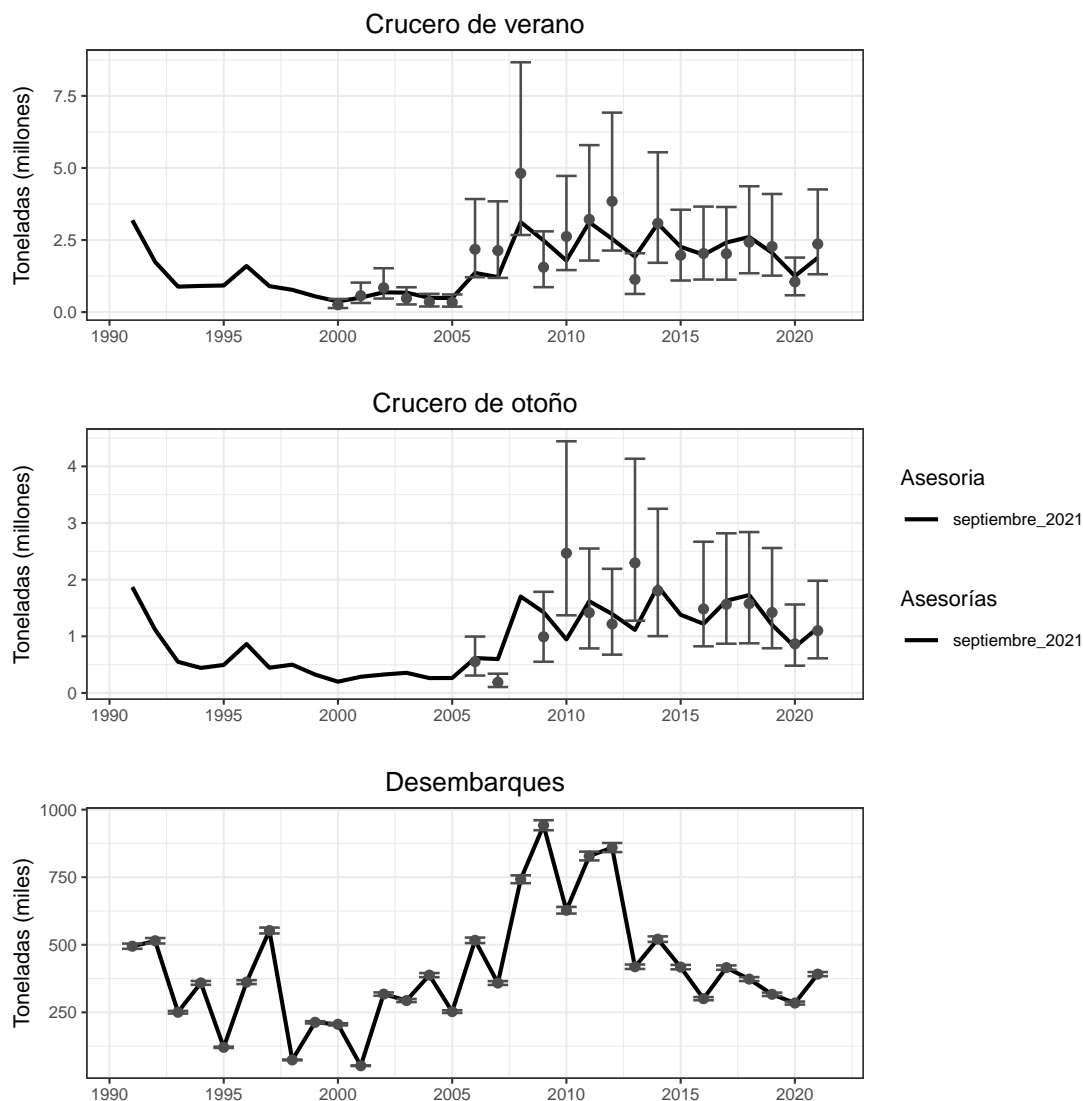 Crucero de verano
Toneladas (millones)
7.5
5.0
2.5
0.0
1990 1995 2000 2005 2010 2015 2020
Crucero de otoño
Toneladas (millones)
4
3
2
1
0
1990 1995 2000 2005 2010 2015 2020
Asesoria
septiembre_2021
Asesorías
septiembre_2021
Desembarques
Toneladas (miles)
1000
750
500
250
1990 1995 2000 2005 2010 2015 2020